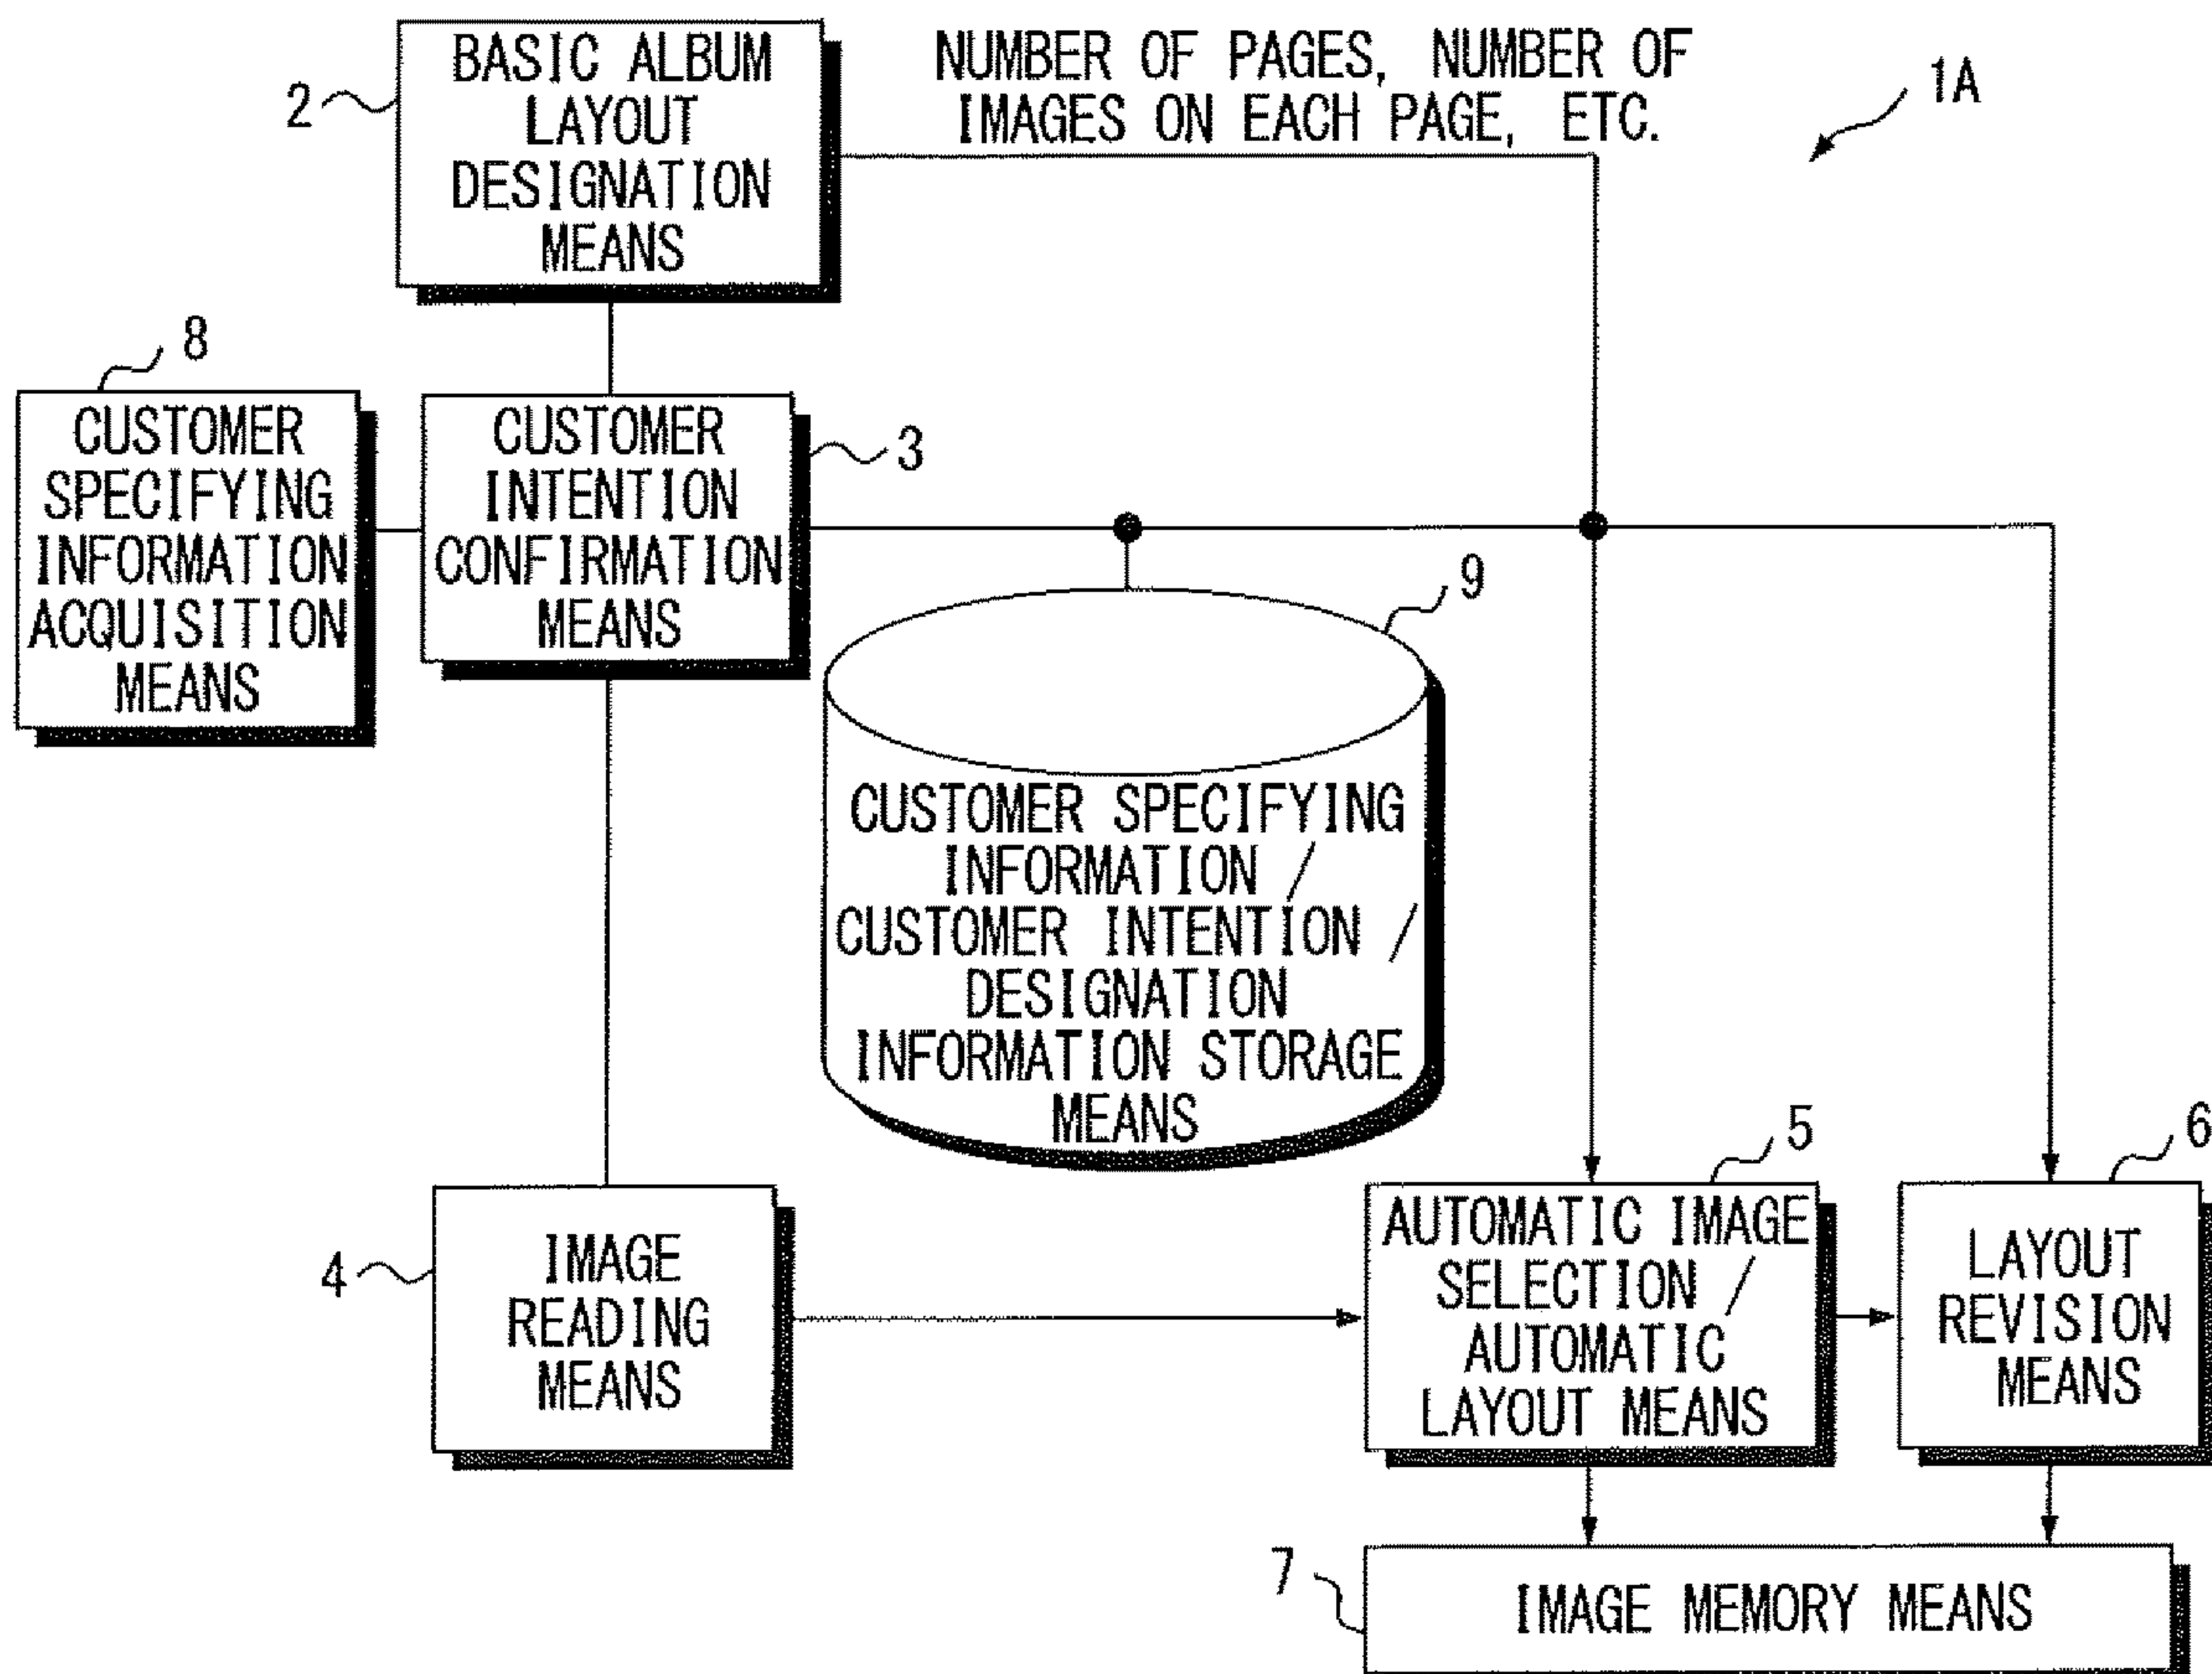 BASIC ALBUM
LAYOUT
DESIGNATION
MEANS
2
NUMBER OF PAGES, NUMBER OF
IMAGES ON EACH PAGE, ETC.
1A
8
CUSTOMER
SPECIFYING
INFORMATION
ACQUISITION
MEANS
CUSTOMER
INTENTION
CONFIRMATION
MEANS
3
9
CUSTOMER SPECIFYING
INFORMATION /
CUSTOMER INTENTION /
DESIGNATION
INFORMATION STORAGE
MEANS
4
IMAGE
READING
MEANS
5
AUTOMATIC IMAGE
SELECTION /
AUTOMATIC
LAYOUT MEANS
6
LAYOUT
REVISION
MEANS
7
IMAGE MEMORY MEANS